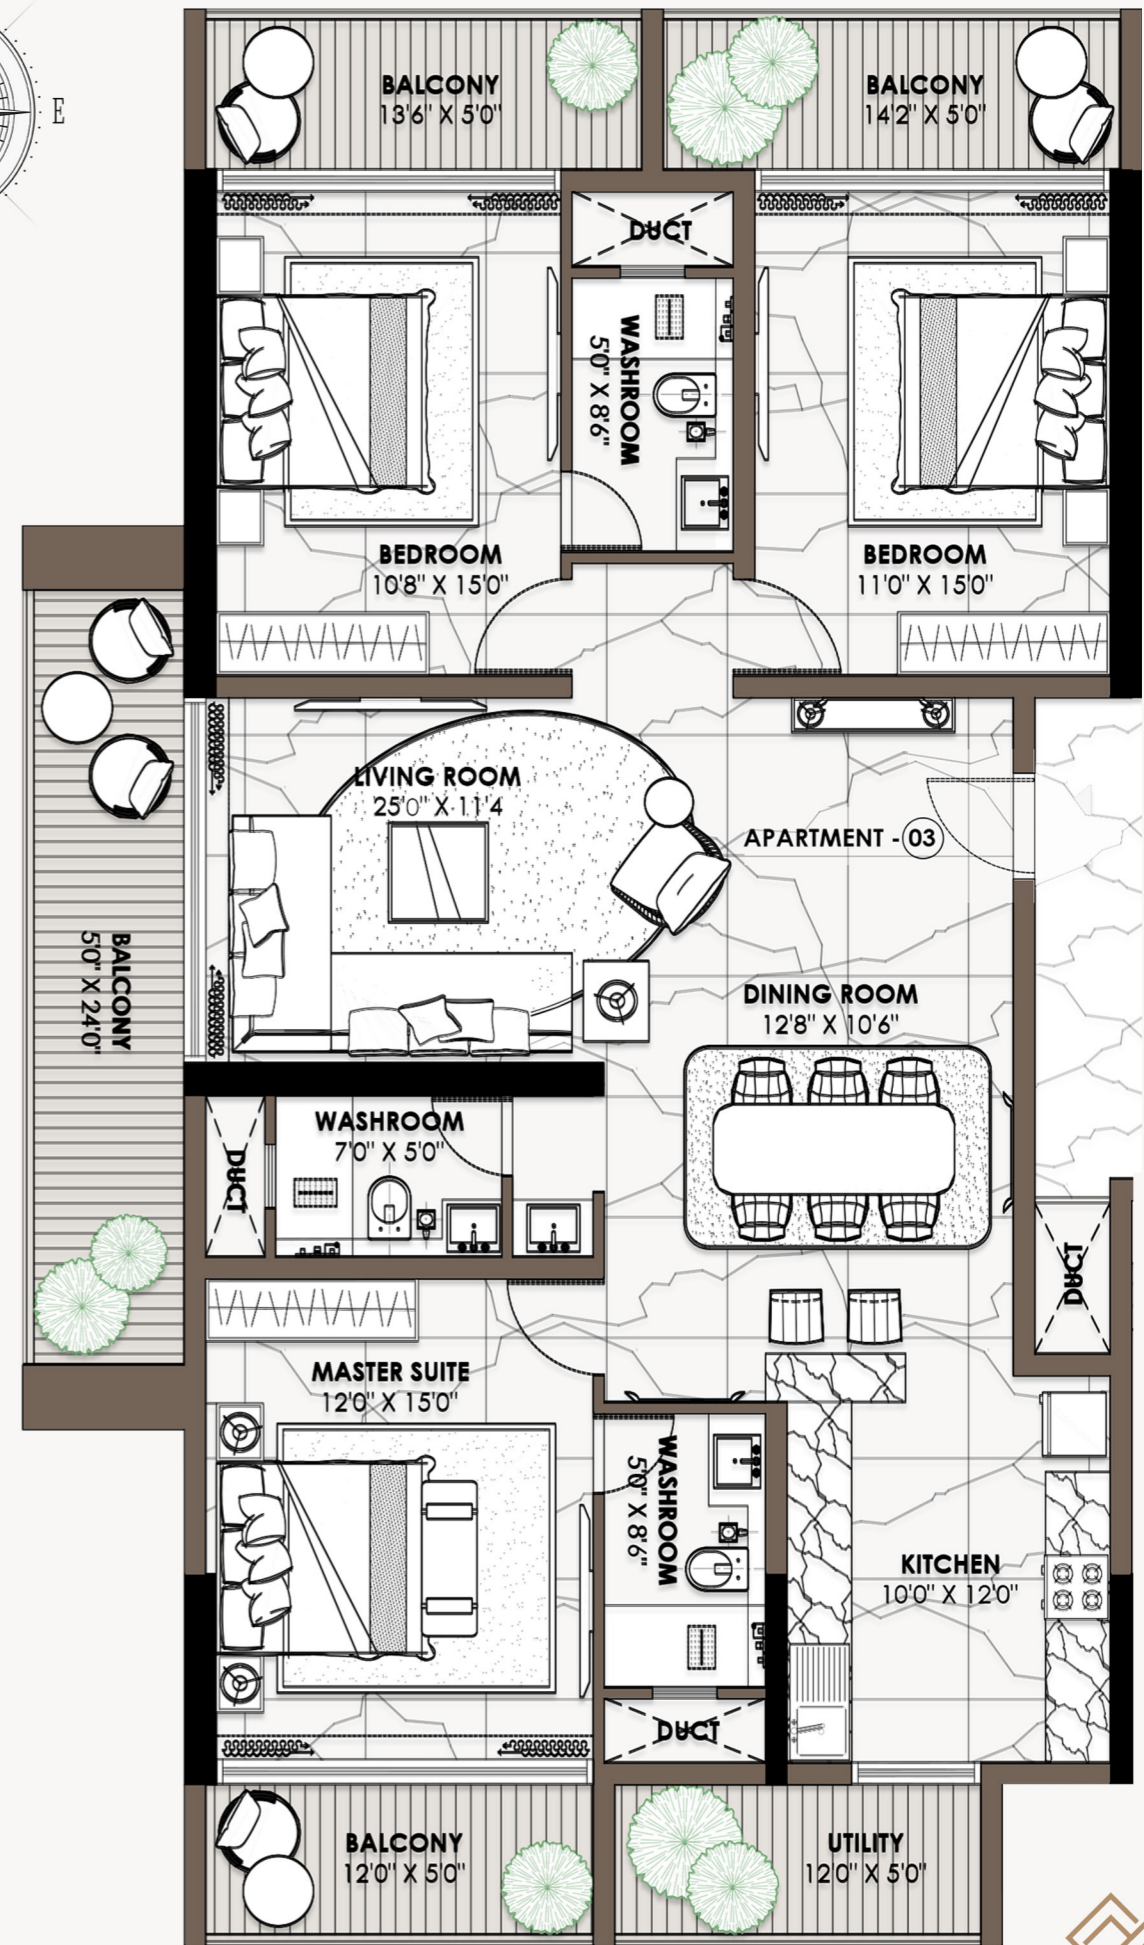 E
BALCONY
13'6" X 5'0"
BALCONY
14'2" X 5'0"
DUCT
WASHROOM
5'0" X 8'6"
BEDROOM
10'8" X 15'0"
BEDROOM
11'0" X 15'0"
LIVING ROOM
25'0" X 11'4
APARTMENT - 03
BALCONY
5'0" X 24'0"
DINING ROOM
12'8" X 10'6"
WASHROOM
7'0" X 5'0"
DUCT
DUCT
MASTER SUITE
12'0" X 15'0"
WASHROOM
5'0" X 8'6"
KITCHEN
10'0" X 12'0"
DUCT
BALCONY
12'0" X 5'0"
UTILITY
12'0" X 5'0"